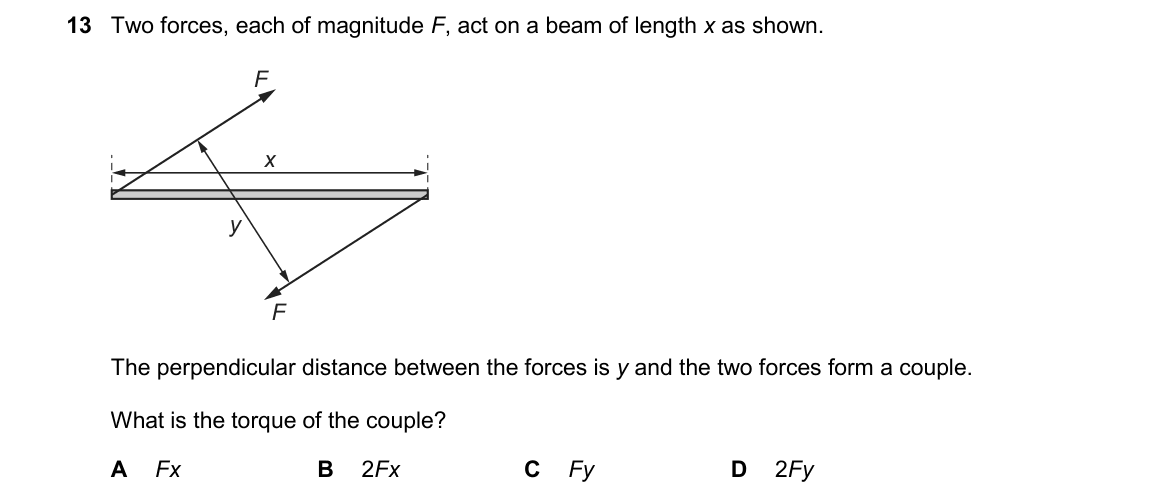 13 Two forces, each of magnitude F, act on a beam of length x as shown.
F
x
y
F
The perpendicular distance between the forces is y and the two forces form a couple.
What is the torque of the couple?
A Fx B 2Fx C Fy D 2Fy